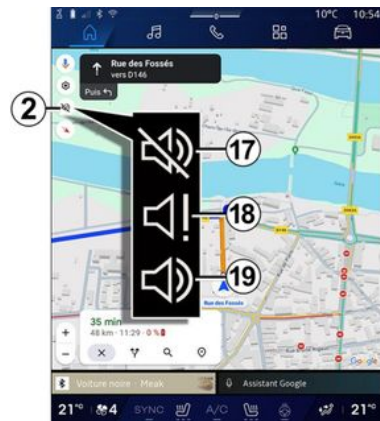 10°C 10:54
Rue des Fossés
vers D146
Puis
2
17
18
19
Rue des Fossés
35 min
48 km · 11:29 · 0 %
Google
Voiture noire · Meak
Assistant Google
21°° 4 SYNC A/C 21°°